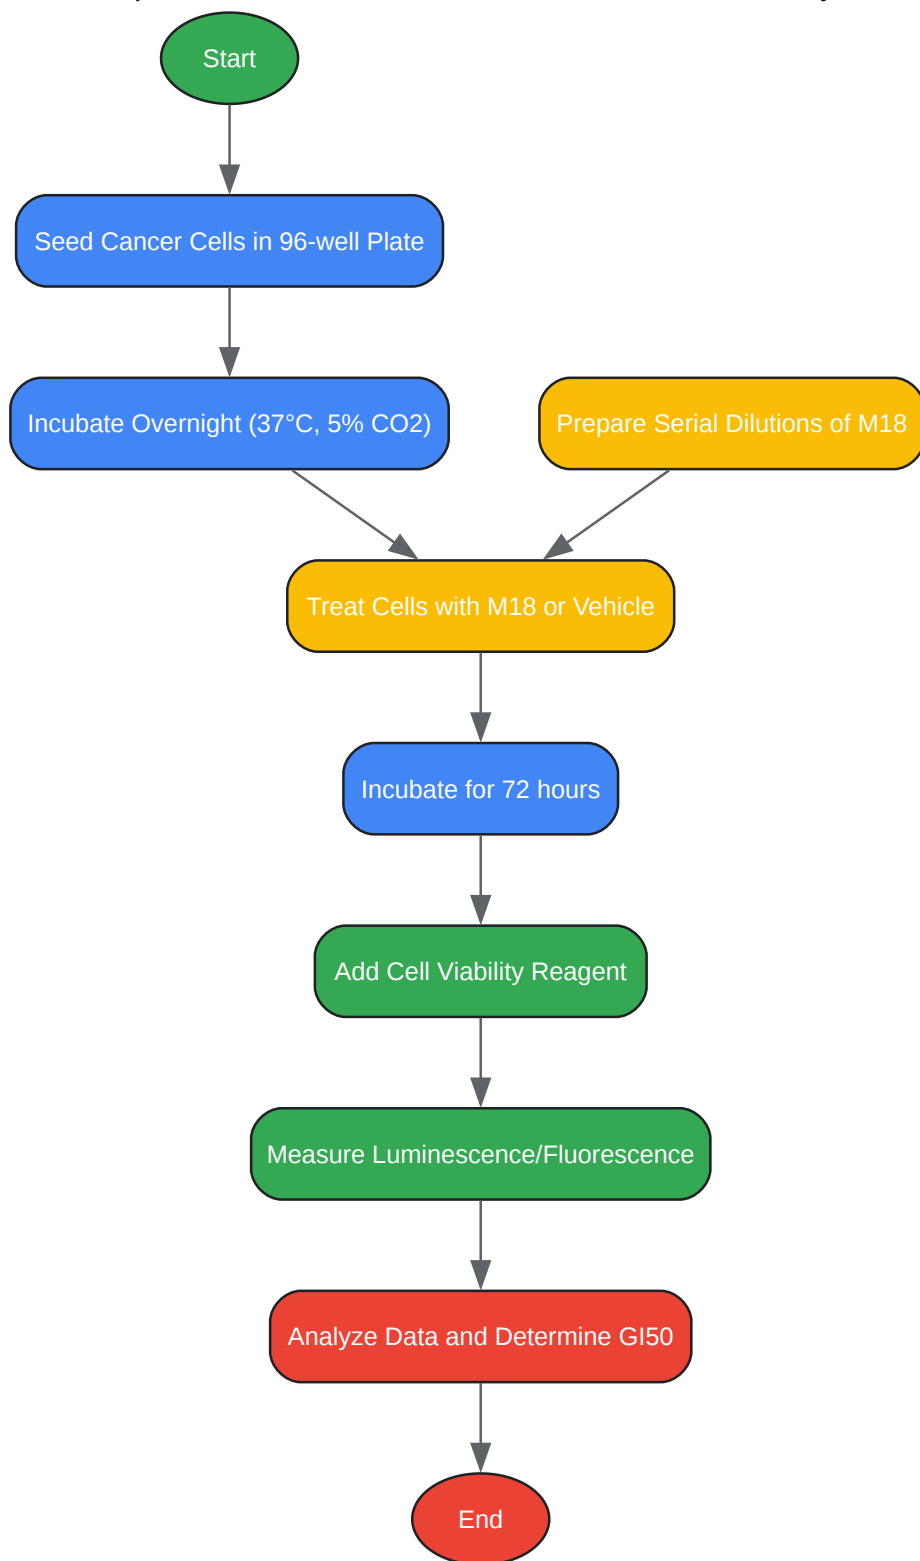 Start
Seed Cancer Cells in 96-well Plate
Incubate Overnight (37°C, 5% CO2)
Prepare Serial Dilutions of M18
Treat Cells with M18 or Vehicle
Incubate for 72 hours
Add Cell Viability Reagent
Measure Luminescence/Fluorescence
Analyze Data and Determine GI50
End